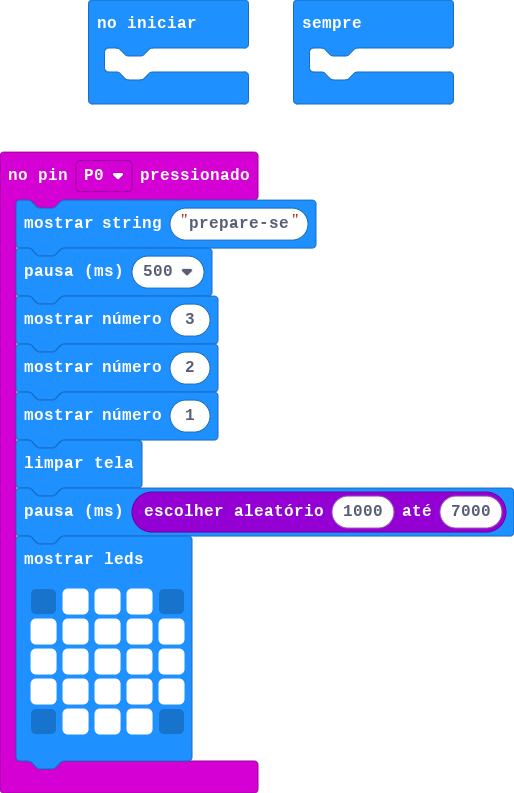 no iniciar
sempre
no pin P0 pressionado
mostrar string "prepare-se"
pausa (ms) 500
mostrar número 3
mostrar número 2
mostrar número 1
limpar tela
pausa (ms) escolher aleatório 1000 até 7000
mostrar leds